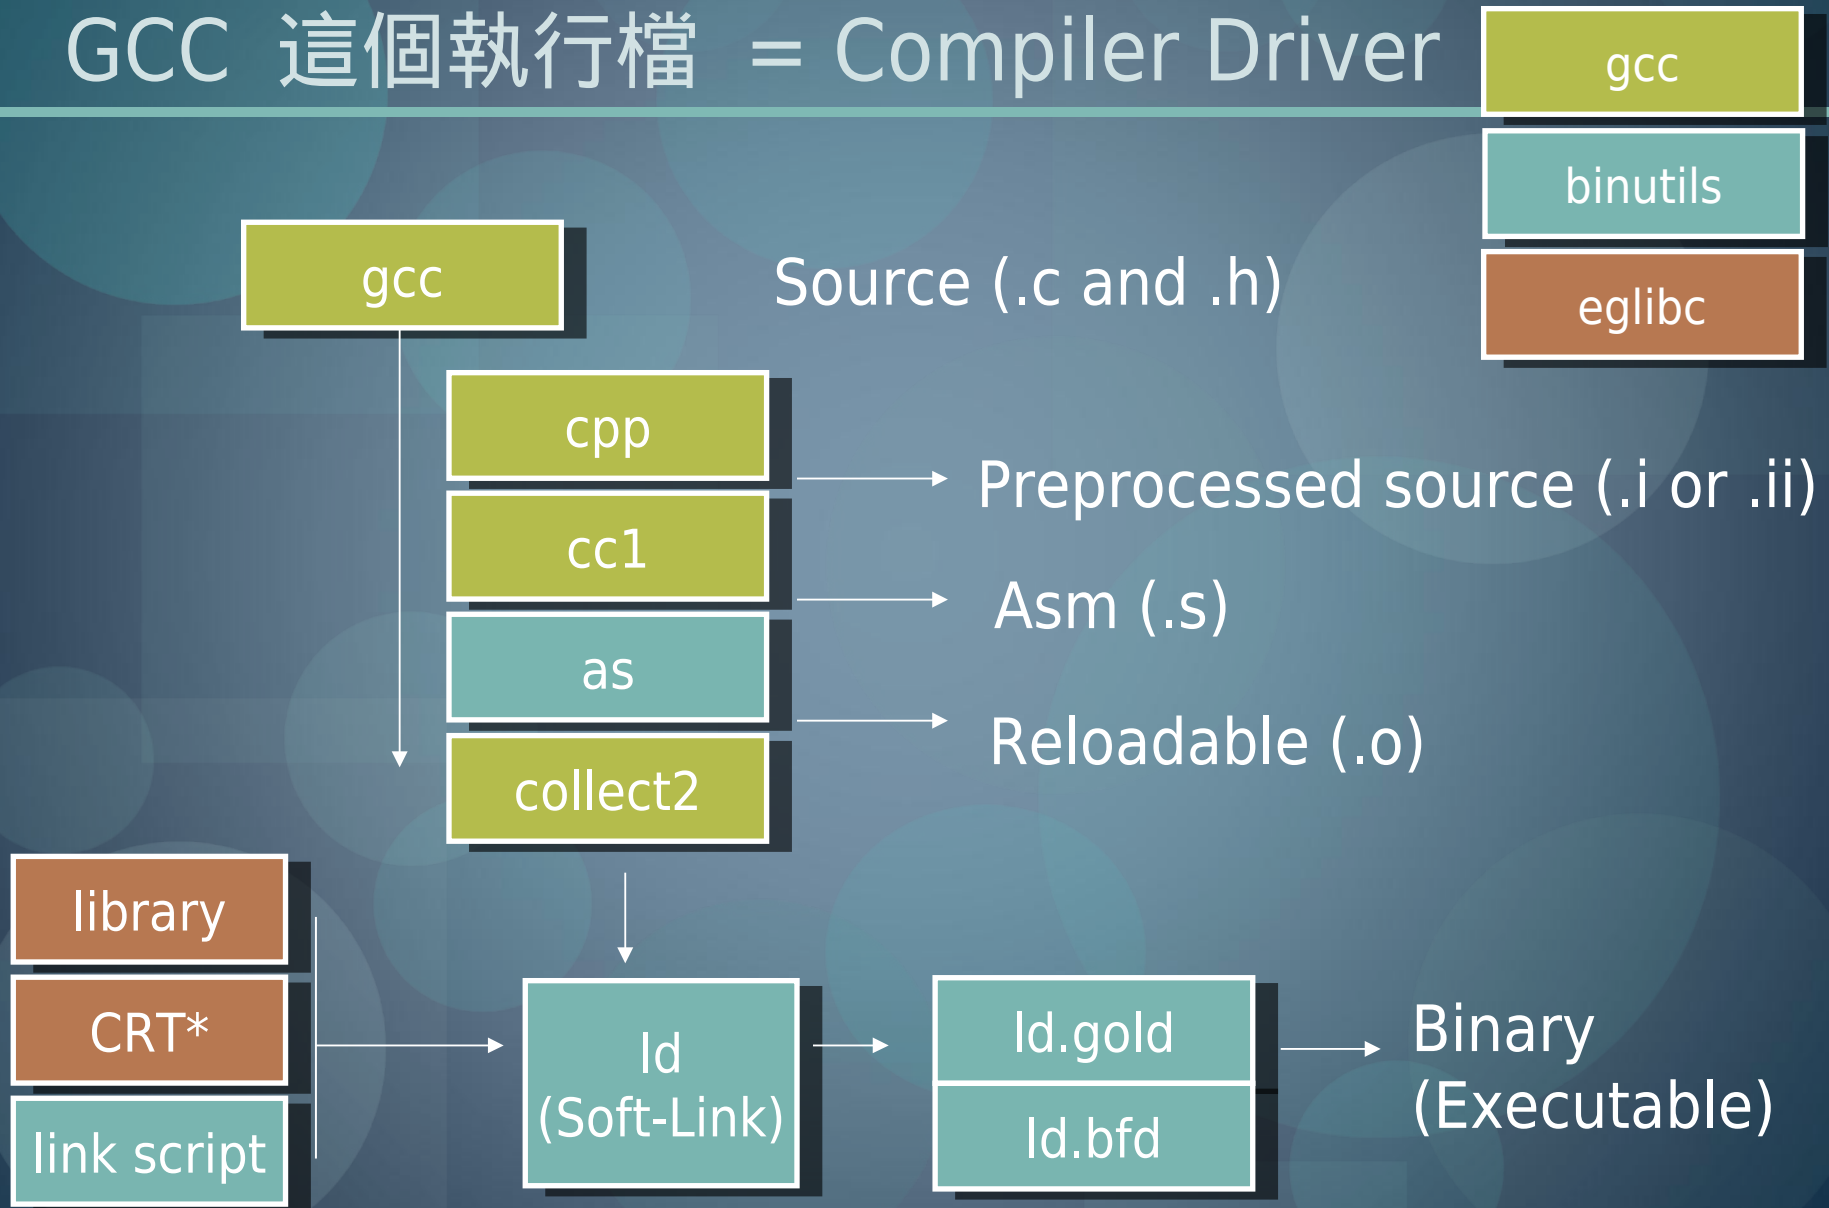 GCC 這個執行檔 = Compiler Driver
gcc
binutils
eglibc
gcc
Source (.c and .h)
cpp
Preprocessed source (.i or .ii)
cc1
Asm (.s)
as
Reloadable (.o)
collect2
library
CRT*
link script
ld
(Soft-Link)
ld.gold
ld.bfd
Binary
(Executable)